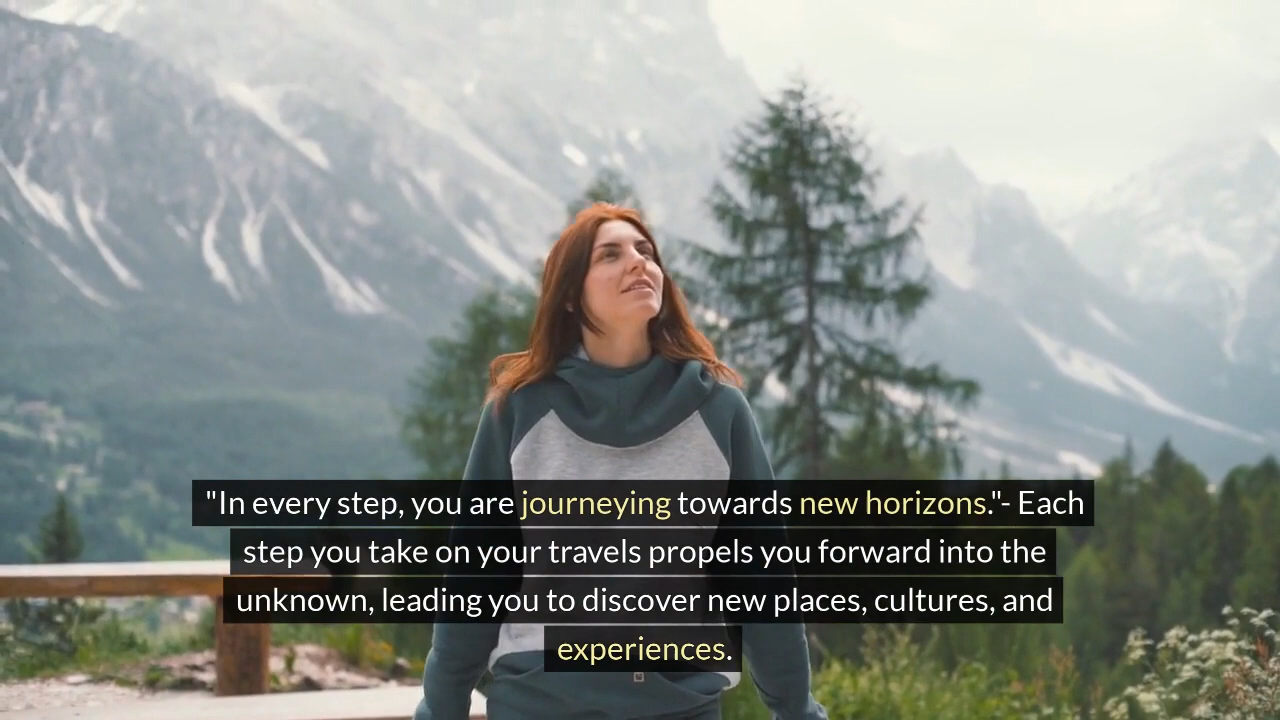 "In every step, you are journeying towards new horizons."- Each
step you take on your travels propels you forward into the
unknown, leading you to discover new places, cultures, and
experiences.